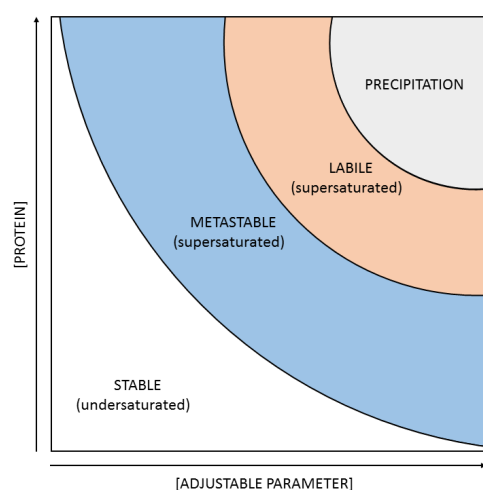 PRECIPITATION
LABILE
(supersaturated)
METASTABLE
(supersaturated)
[PROTEIN]
STABLE
(undersaturated)
[ADJUSTABLE PARAMETER]